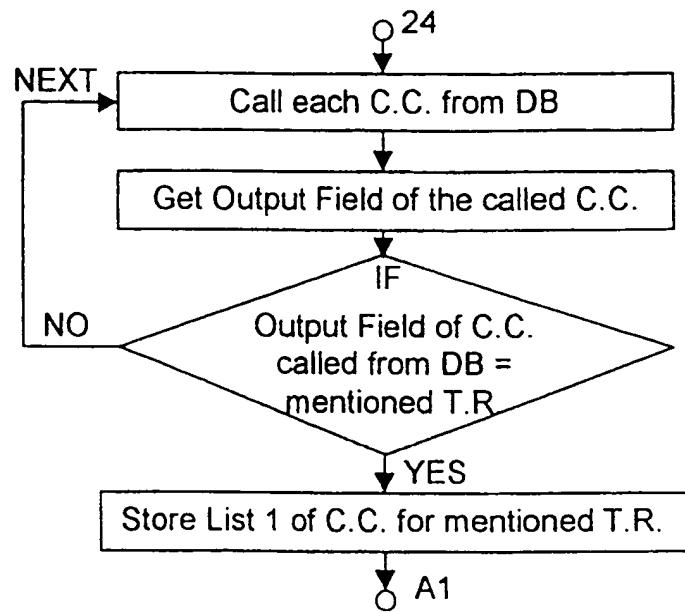 24
NEXT
Call each C.C. from DB
Get Output Field of the called C.C.
IF
NO
Output Field of C.C.
called from DB =
mentioned T.R
YES
Store List 1 of C.C. for mentioned T.R.
A1